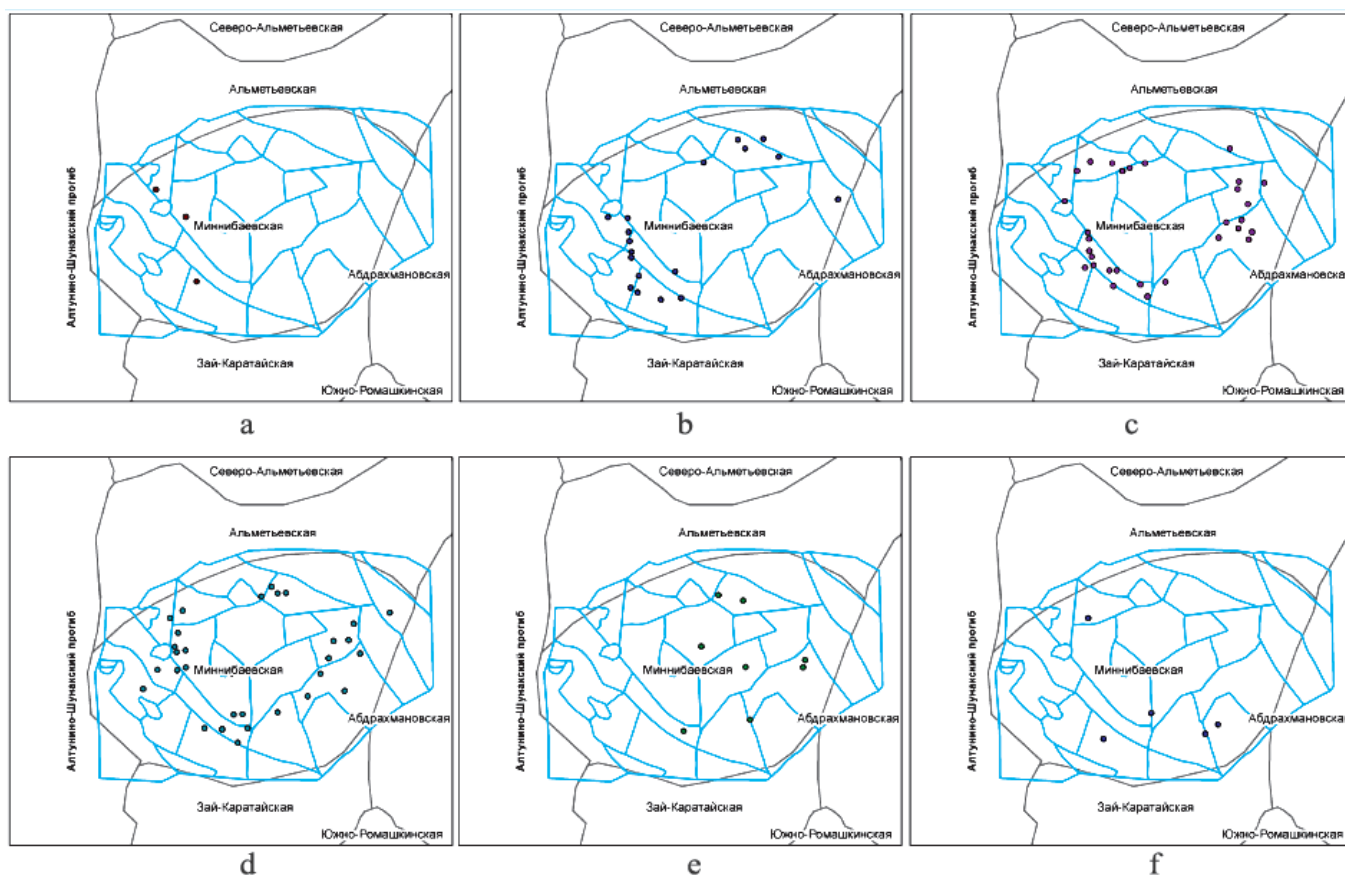 Северо-Альметьевская
Альметьевская
Алтунино-Шунакский прогиб
Миннибаевская
Абдрахмановская
Зай-Каратайская
Южно-Ромашкинская
a
Северо-Альметьевская
Альметьевская
Алтунино-Шунакский прогиб
Миннибаевская
Абдрахмановская
Зай-Каратайская
Южно-Ромашкинская
b
Северо-Альметьевская
Альметьевская
Алтунино-Шунакский прогиб
Миннибаевская
Абдрахмановская
Зай-Каратайская
Южно-Ромашкинская
c
Северо-Альметьевская
Альметьевская
Алтунино-Шунакский прогиб
Миннибаевская
Абдрахмановская
Зай-Каратайская
Южно-Ромашкинская
d
Северо-Альметьевская
Альметьевская
Алтунино-Шунакский прогиб
Миннибаевская
Абдрахмановская
Зай-Каратайская
Южно-Ромашкинская
e
Северо-Альметьевская
Альметьевская
Алтунино-Шунакский прогиб
Миннибаевская
Абдрахмановская
Зай-Каратайская
Южно-Ромашкинская
f